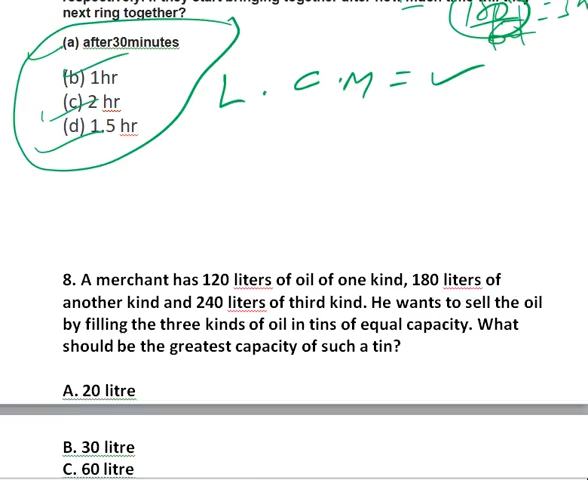 next ring together?
(a) after30minutes
(b) 1hr
(c) 2 hr
(d) 1.5 hr
L.C.M =
8. A merchant has 120 liters of oil of one kind, 180 liters of
another kind and 240 liters of third kind. He wants to sell the oil
by filling the three kinds of oil in tins of equal capacity. What
should be the greatest capacity of such a tin?
A. 20 litre
B. 30 litre
C. 60 litre